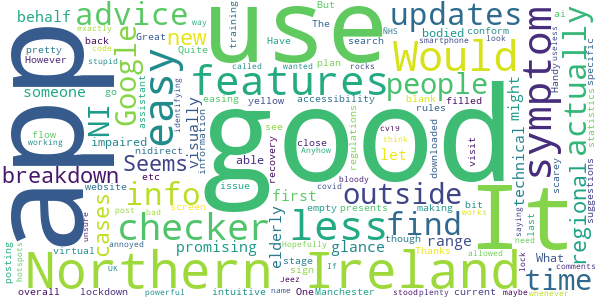 app
good
use
It
Northern
Ireland
easy
features
less
checker
symptom
Would
find
advice
updates
outside
people
info
time
Google
NI
new
Seems
cases
breakdown
actually
regional
behalf
someone
let
might
technical
range
glance
first
elderly
promising
visually
impaired
able
close
bodied
accessibility
information
nidirect
website
lockdown
overall
posting
virtual
assistant
intuitive
powerful
issue
stage
sign
recovery
regulations
statistics
suggestions
specific
identifying
training
search
smartphone
downloaded
hotspots
Manchester
However
pretty
exactly
stupid
Great
Quite
Have
The
But
plan
called
wanted
yellow
rocks
easing
blank
filled
cv19
see
think
visit
rules
making
bit
though
presents
empty
covid
bloody
Hopefully
Thanks
allowed
works
screen
bad
post
etc
unsure
annoyed
UK
flow
working
go
back
code
way
ai
NHS
conform
look
Handy
useless
scarey
saying
need
last
lock
down
What
If
Jeez
Anyhow
name
One
stood
plenty
current
maybe
whenever
comments